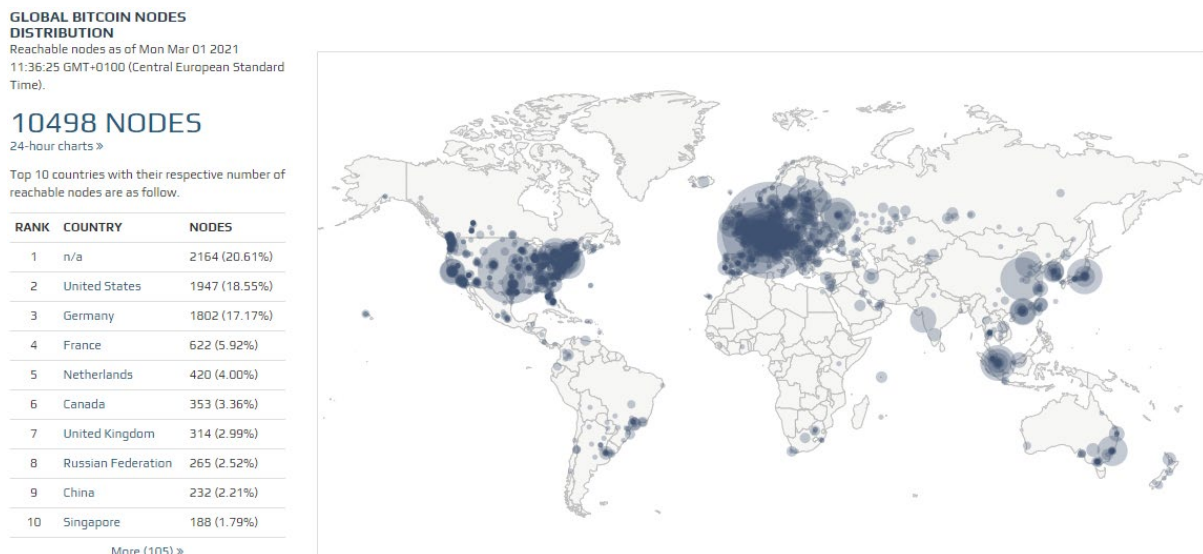 GLOBAL BITCOIN NODES
DISTRIBUTION
Reachable nodes as of Mon Mar 01 2021
11:36:25 GMT+0100 (Central European Standard
Time).
10498 NODES
24-hour charts »
Top 10 countries with their respective number of
reachable nodes are as follow.
RANK COUNTRY NODES
1 n/a 2164 (20.61%)
2 United States 1947 (18.55%)
3 Germany 1802 (17.17%)
4 France 622 (5.92%)
5 Netherlands 420 (4.00%)
6 Canada 353 (3.36%)
7 United Kingdom 314 (2.99%)
8 Russian Federation 265 (2.52%)
9 China 232 (2.21%)
10 Singapore 188 (1.79%)
More (105) »